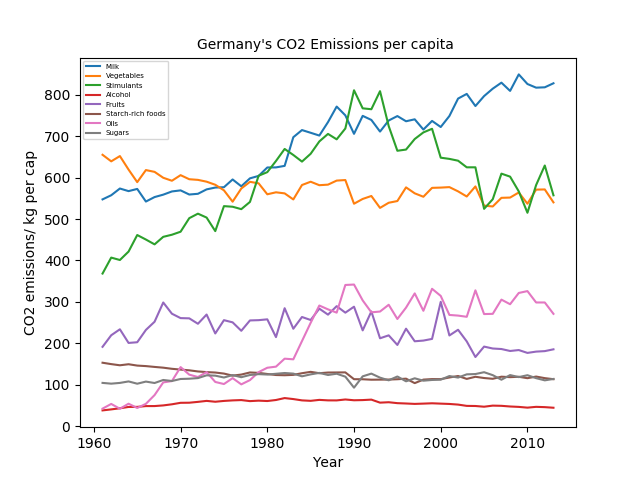 Germany's CO2 Emissions per capita
Milk
Vegetables
Stimulants
Alcohol
Fruits
Starch-rich foods
Oils
Sugars
CO2 emissions/ kg per cap
800
700
600
500
400
300
200
100
0
1960 1970 1980 1990 2000 2010
Year